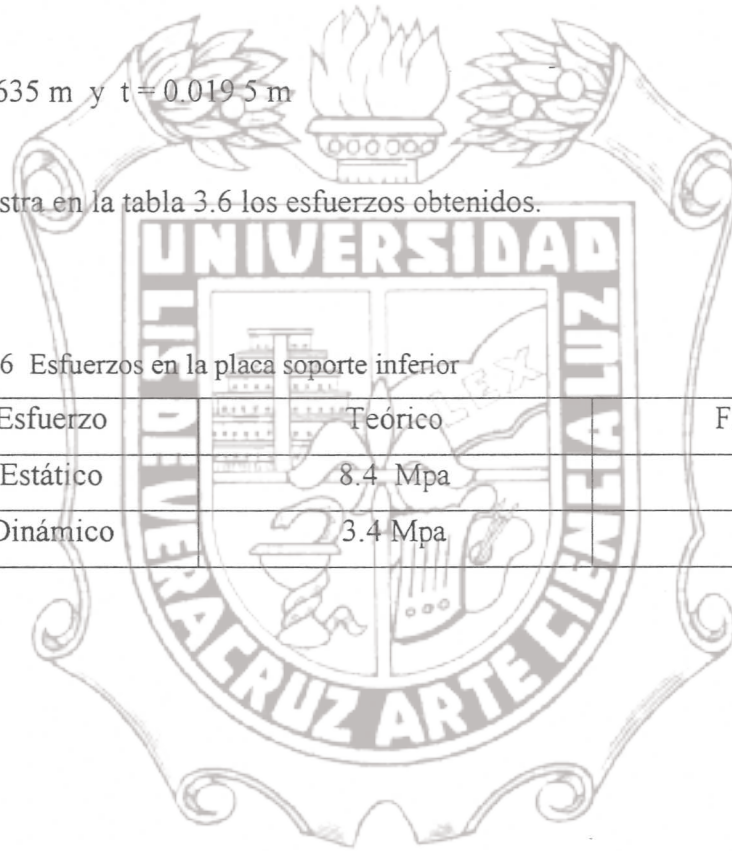 635 m y t = 0.019 5 m
stra en la tabla 3.6 los esfuerzos obtenidos.
6 Esfuerzos en la placa soporte inferior
Esfuerzo Teórico F
Estático 8.4 Mpa
Dinámico 3.4 Mpa
UNIVERSIDAD
LIS DE VERACRUZ ARTE CIENCIA LUZ
LEX